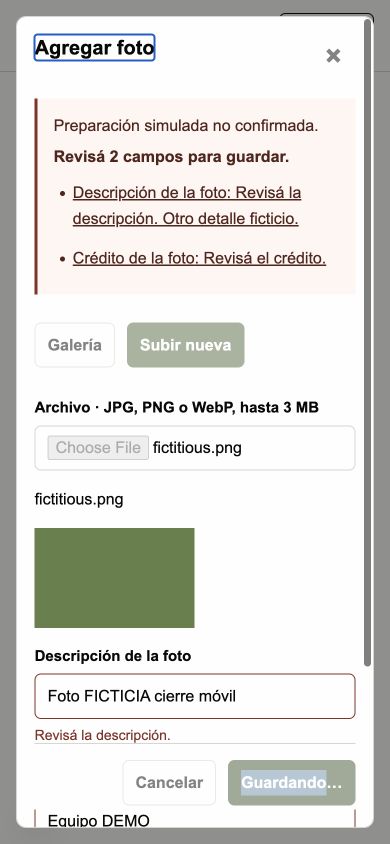 Agregar foto
×
Preparación simulada no confirmada.
Revisá 2 campos para guardar.
• Descripción de la foto: Revisá la
descripción. Otro detalle ficticio.
• Crédito de la foto: Revisá el crédito.
Galería
Subir nueva
Archivo · JPG, PNG o WebP, hasta 3 MB
Choose File fictitious.png
fictitious.png
Descripción de la foto
Foto FICTICIA cierre móvil
Revisá la descripción.
Cancelar
Guardando…
Equipo DEMO